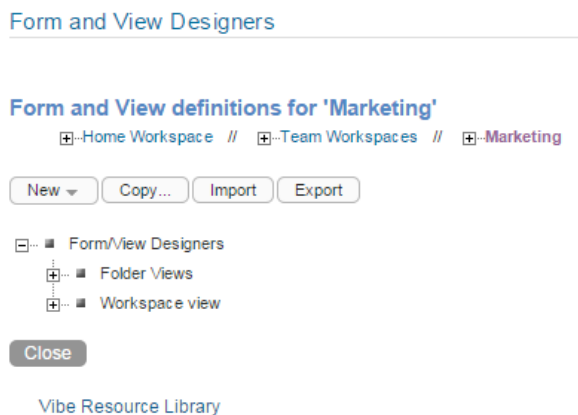 Form and View Designers
Form and View definitions for 'Marketing'
Home Workspace // Team Workspaces // Marketing
New Copy... Import Export
Form/View Designers
Folder Views
Workspace view
Close
Vibe Resource Library